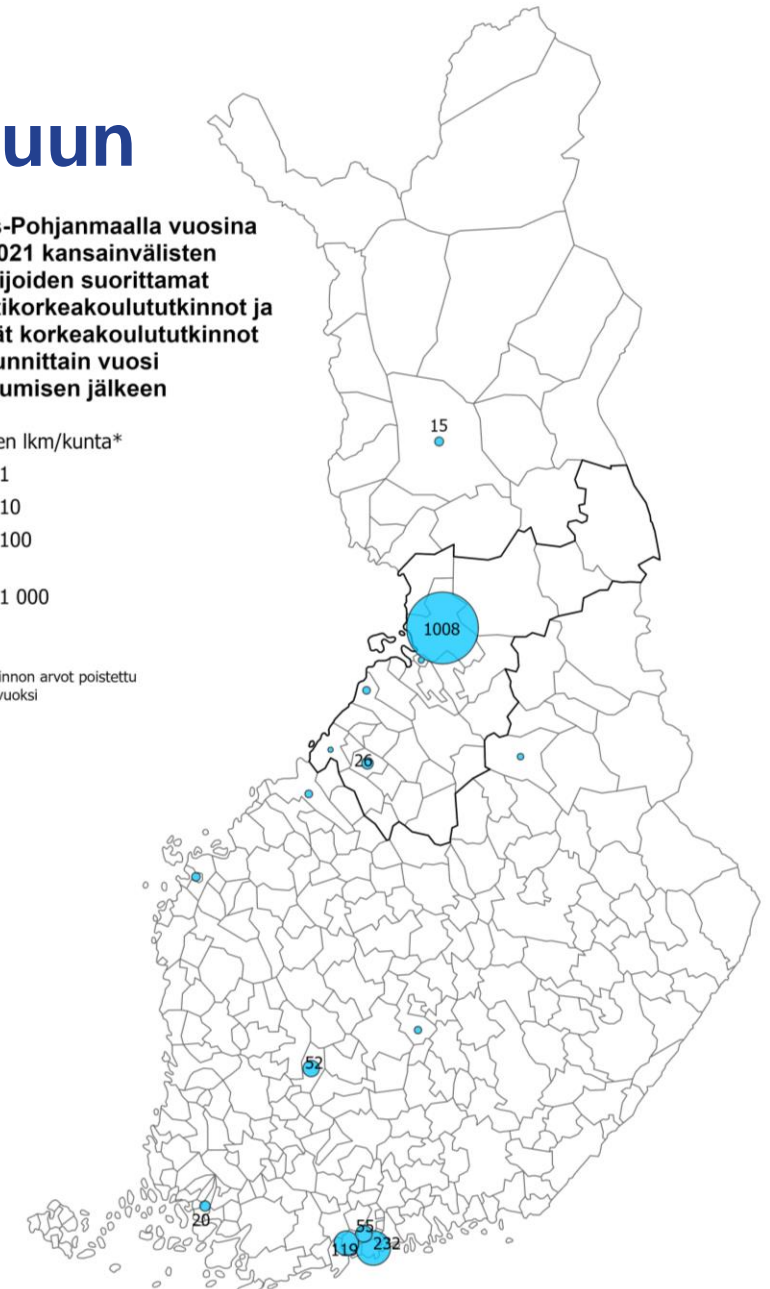 uun
s-Pohjanmaalla vuosina
021 kansainvälisten
ijoiden suorittamat
tikorkeakoulututkinnot ja
ät korkeakoulututkinnot
unnittain vuosi
umisen jälkeen
en lkm/kunta*
1
10
100
1 000
innon arvot poistettu
vuoksi
15
1008
26
52
20
55
119
232